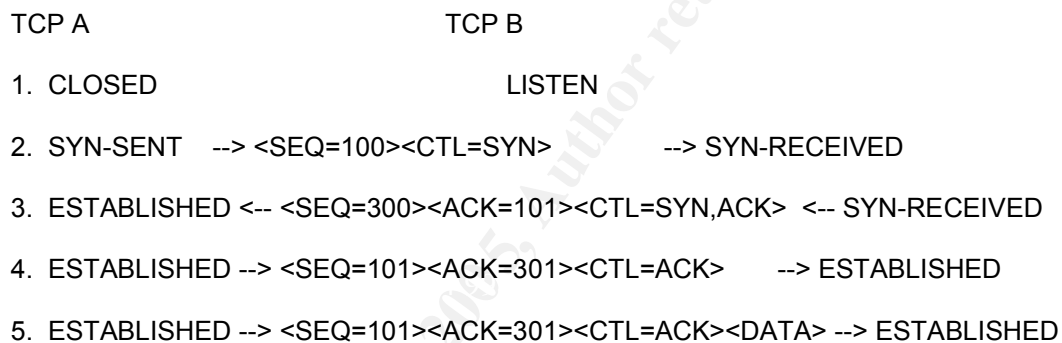 TCP A TCP B
1. CLOSED LISTEN
2. SYN-SENT --> <SEQ=100><CTL=SYN> --> SYN-RECEIVED
3. ESTABLISHED <-- <SEQ=300><ACK=101><CTL=SYN,ACK> <-- SYN-RECEIVED
4. ESTABLISHED --> <SEQ=101><ACK=301><CTL=ACK> --> ESTABLISHED
5. ESTABLISHED --> <SEQ=101><ACK=301><CTL=ACK><DATA> --> ESTABLISHED
Author